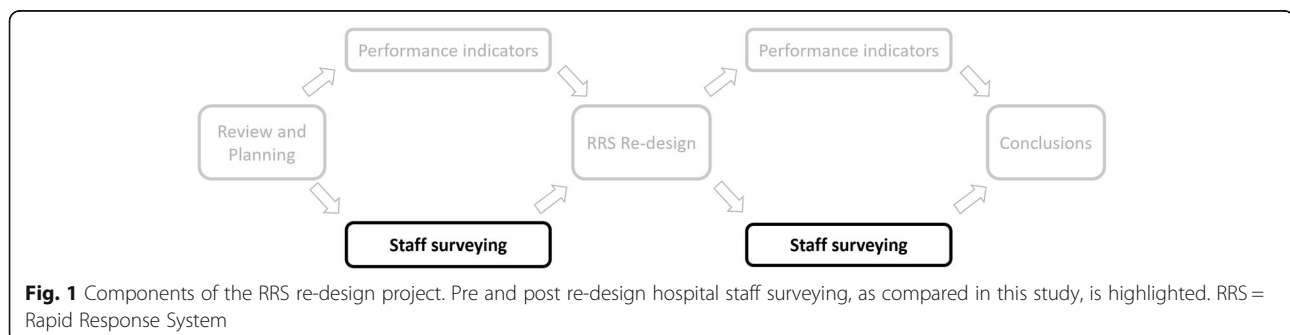 Performance indicators
Performance indicators
Review and
Planning
RRS Re-design
Conclusions
Staff surveying
Staff surveying
Fig. 1 Components of the RRS re-design project. Pre and post re-design hospital staff surveying, as compared in this study, is highlighted. RRS =
Rapid Response System